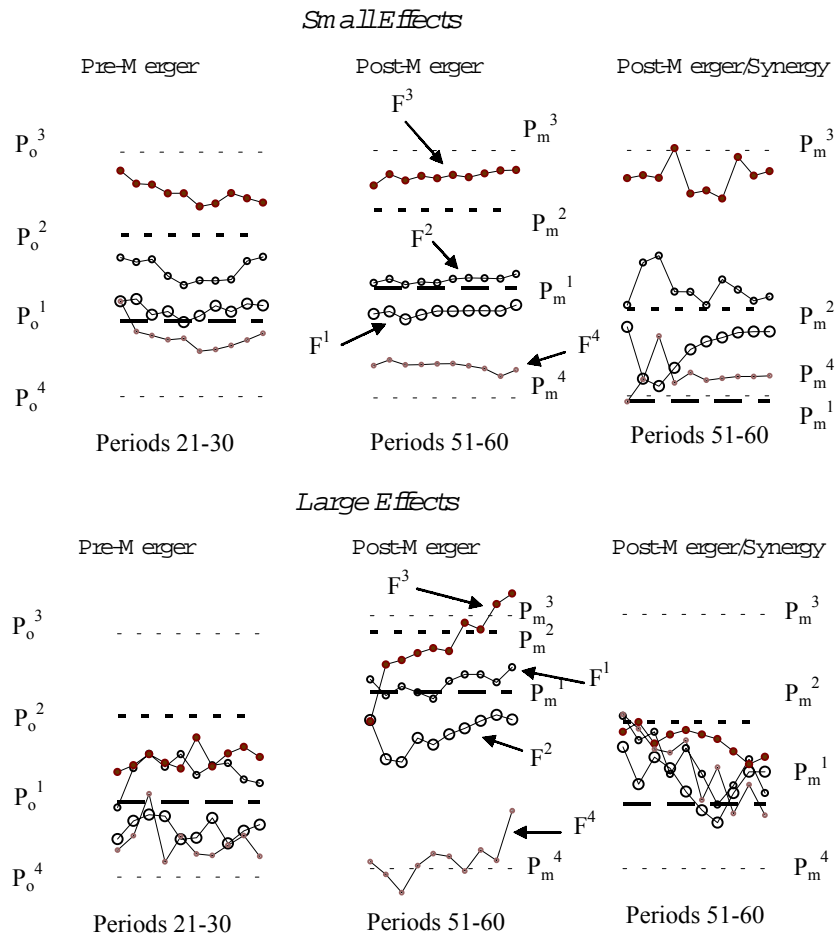 Small Effects
Pre-Merger Post-Merger Post-Merger/Synergy
F³
Pₘ³ Pₘ³
Pₒ³
Pₒ² Pₘ²
F²
Pₘ¹
Pₒ¹ Pₘ²
F¹ F⁴
Pₘ⁴ Pₘ⁴
Pₒ⁴ Pₘ¹
Periods 21-30 Periods 51-60 Periods 51-60
Large Effects
Pre-Merger Post-Merger Post-Merger/Synergy
F³
Pₒ³ Pₘ³ Pₘ³
Pₘ²
F¹
Pₒ² Pₘ¹ Pₘ²
F²
Pₒ¹ Pₘ¹
F⁴
Pₒ⁴ Pₘ⁴ Pₘ⁴
Periods 21-30 Periods 51-60 Periods 51-60